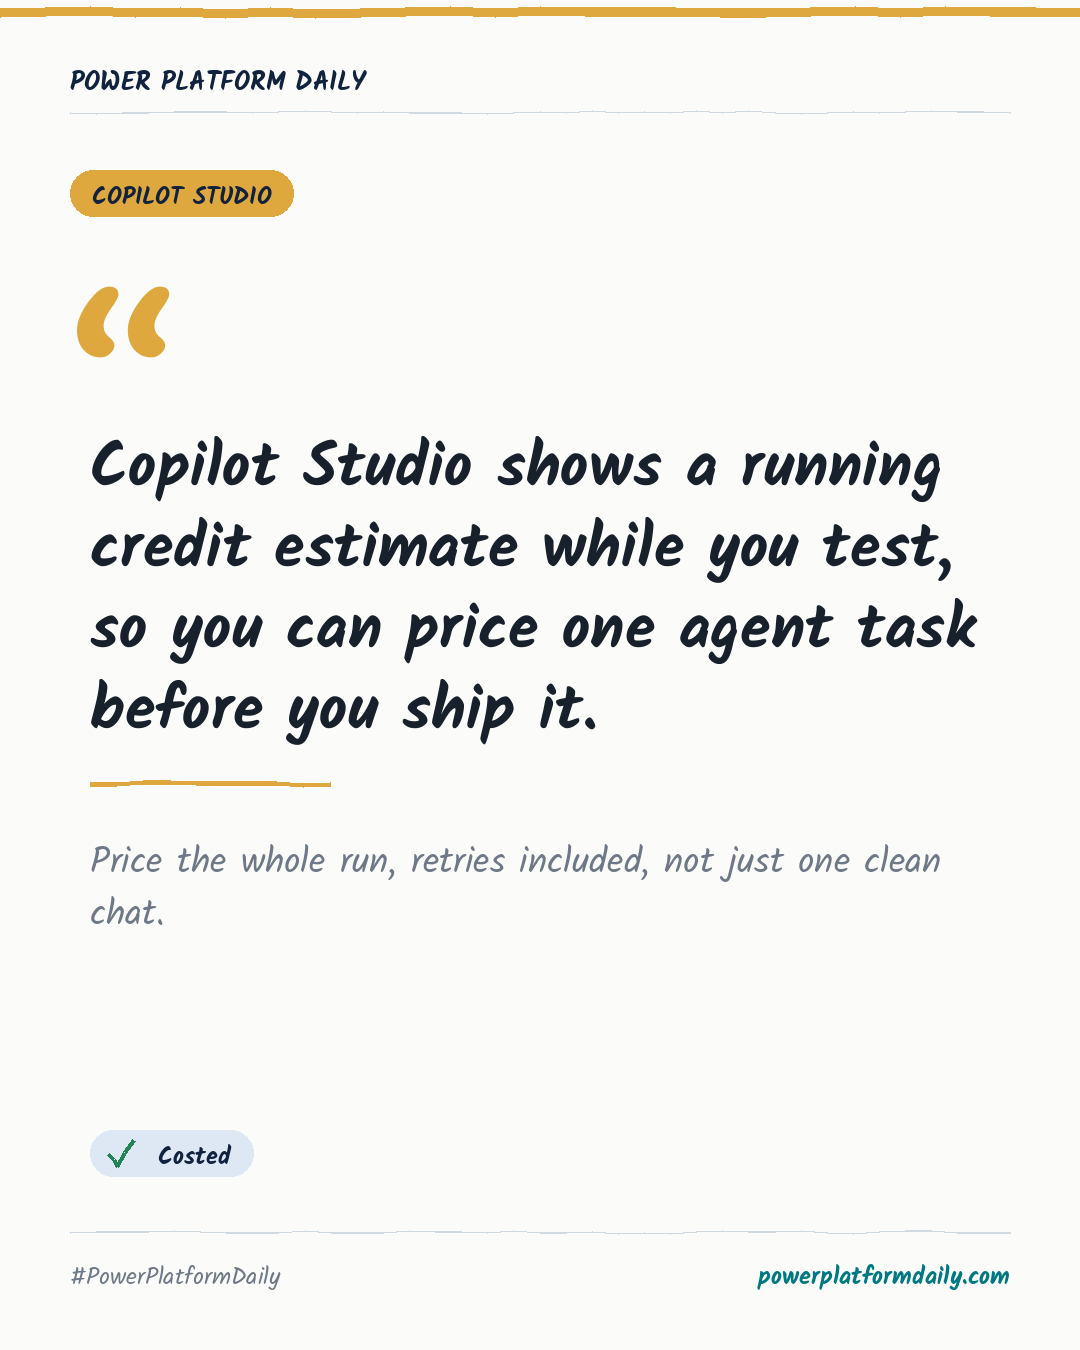 POWER PLATFORM DAILY
COPILOT STUDIO
“
Copilot Studio shows a running
credit estimate while you test,
so you can price one agent task
before you ship it.
Price the whole run, retries included, not just one clean
chat.
Costed
#PowerPlatformDaily
powerplatformdaily.com